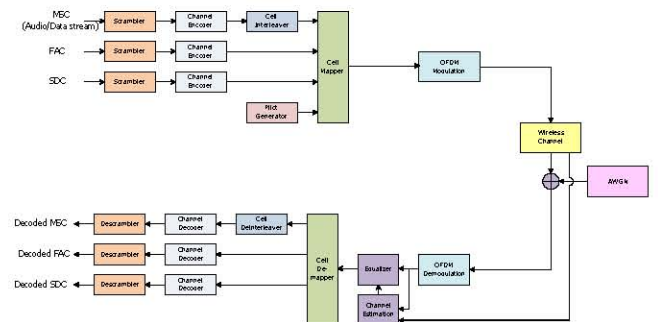 MSC
(Audio/Data stream)
Scrambler
Channel
Encoder
Cell
Interleaver
FAC
Scrambler
Channel
Encoder
SDC
Scrambler
Channel
Encoder
Pilot
Generator
Cell
Mapper
OFDM
Modulation
Wireless
Channel
AWGN
Decoded MSC
Descrambler
Channel
Decoder
Cell
Deinterleaver
Decoded FAC
Descrambler
Channel
Decoder
Decoded SDC
Descrambler
Channel
Decoder
Cell
De-
mapper
Equalizer
OFDM
Demodulation
Channel
Estimation